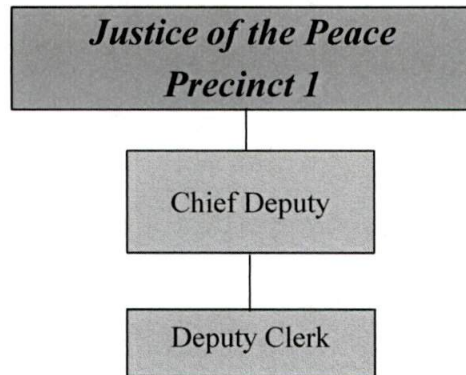 Justice of the Peace
Precinct 1
Chief Deputy
Deputy Clerk